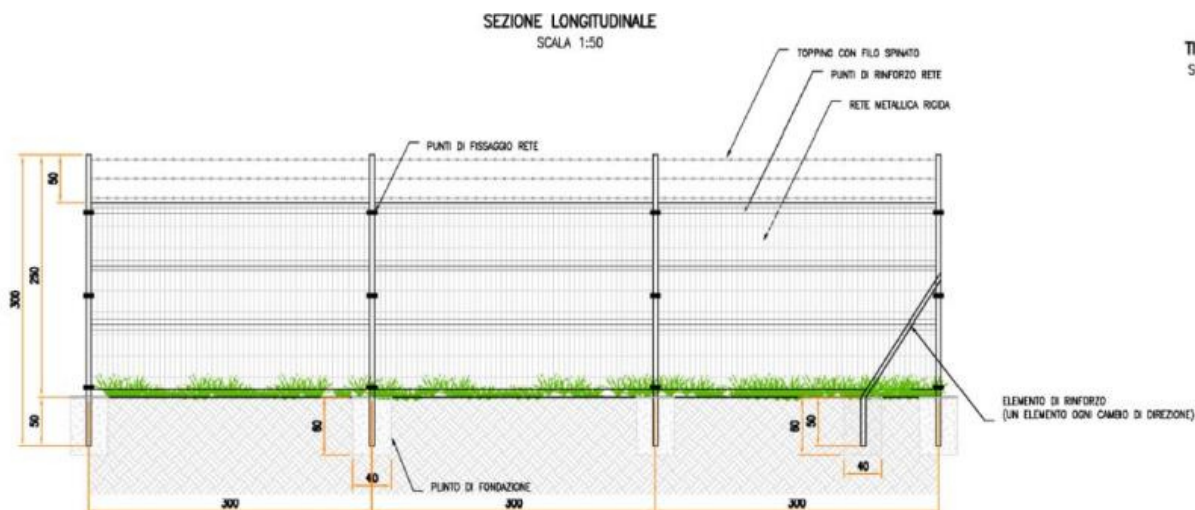 SEZIONE LONGITUDINALE
SCALA 1:50
TOPPING CON FILO SPINATO
PUNTI DI RINFORZO RETE
RETE METALLICA RIGIDA
PUNTI DI FISSAGGIO RETE
50
250
300
50
60
40
60
50
40
ELEMENTO DI RINFORZO
(UN ELEMENTO OGNI CAMBIO DI DIREZIONE)
PUNTO DI FONDAZIONE
300
300
300